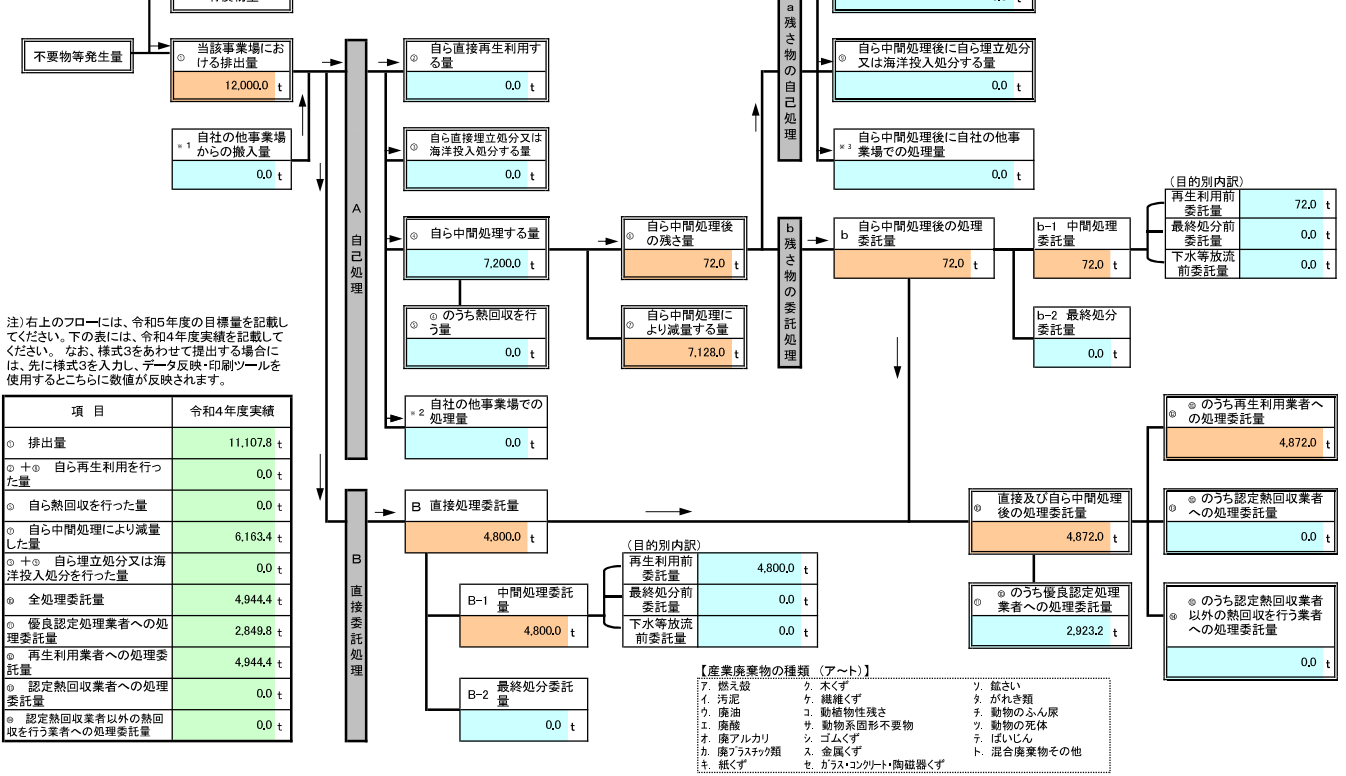 0.0 t
不要物等発生量
① 当該事業場にお
ける排出量
12,000.0 t
※1 自社の他事業場
からの搬入量
0.0 t
A 自己処理
② 自ら直接再生利用す
る量
0.0 t
③ 自ら直接埋立処分又は
海洋投入処分する量
0.0 t
④ 自ら中間処理する量
7,200.0 t
⑤ のうち熱回収を行
う量
0.0 t
※2 自社の他事業場での
処理量
0.0 t
⑥ 自ら中間処理後
の残さ量
72.0 t
⑦ 自ら中間処理に
より減量する量
7,128.0 t
a 残さ物の自己処理
⑨ 自ら中間処理後に自ら埋立処分
又は海洋投入処分する量
0.0 t
※3 自ら中間処理後に自社の他事
業場での処理量
0.0 t
b 残さ物の委託処理
b 自ら中間処理後の処理
委託量
72.0 t
b-1 中間処理
委託量
72.0 t
b-2 最終処分
委託量
0.0 t
(目的別内訳)
再生利用前
委託量
72.0 t
最終処分前
委託量
0.0 t
下水等放流
前委託量
0.0 t
注)右上のフローには、令和5年度の目標量を記載し
てください。下の表には、令和4年度実績を記載して
ください。 なお、様式3をあわせて提出する場合に
は、先に様式3を入力し、データ反映・印刷ツールを
使用するとこちらに数値が反映されます。
項 目 令和4年度実績
① 排出量 11,107.8 t
自ら再生利用を行っ
た量 0.0 t
自ら熱回収を行った量 0.0 t
⑦ 自ら中間処理により減量
した量 6,163.4 t
自ら埋立処分又は海
洋投入処分を行った量 0.0 t
⑩ 全処理委託量 4,944.4 t
⑪ 優良認定処理業者への処
理委託量 2,849.8 t
⑫ 再生利用業者への処理委
託量 4,944.4 t
⑬ 認定熱回収業者への処理
委託量 0.0 t
⑭ 認定熱回収業者以外の熱回
収を行う業者への処理委託量 0.0 t
B 直接委託処理
B 直接処理委託量
4,800.0 t
B-1 中間処理委託
量
4,800.0 t
B-2 最終処分委託
量
0.0 t
(目的別内訳)
再生利用前
委託量
4,800.0 t
最終処分前
委託量
0.0 t
下水等放流
前委託量
0.0 t
⑩ 直接及び自ら中間処理
後の処理委託量
4,872.0 t
⑪ ⑩ のうち優良認定処理
業者への処理委託量
2,923.2 t
⑫ ⑩ のうち再生利用業者へ
の処理委託量
4,872.0 t
⑬ ⑩ のうち認定熱回収業者
への処理委託量
0.0 t
⑭ ⑩ のうち認定熱回収業者
以外の熱回収を行う業者
への処理委託量
0.0 t
【産業廃棄物の種類 (ア~ト)】
ア. 燃え殻
イ. 汚泥
ウ. 廃油
エ. 廃酸
オ. 廃アルカリ
カ. 廃プラスチック類
キ. 紙くず
ク. 木くず
ケ. 繊維くず
コ. 動植物性残さ
サ. 動物系固形不要物
シ. ゴムくず
ス. 金属くず
セ. ガラス・コンクリート・陶磁器くず
ソ. 鉱さい
タ. がれき類
チ. 動物のふん尿
ツ. 動物の死体
テ. ばいじん
ト. 混合廃棄物その他